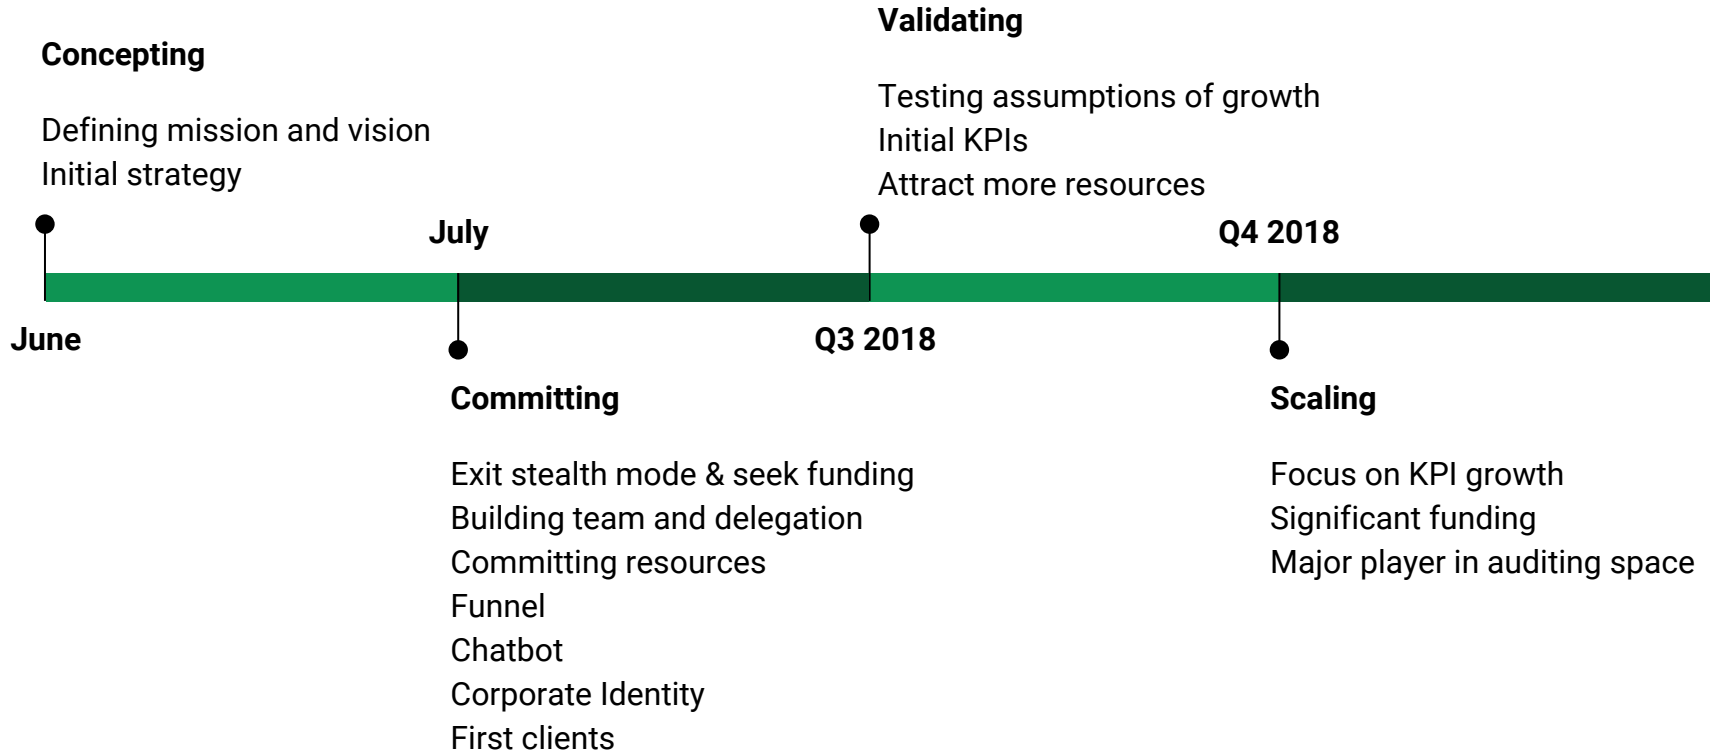 Concepting
Defining mission and vision
Initial strategy
June
July
Committing
Exit stealth mode & seek funding
Building team and delegation
Committing resources
Funnel
Chatbot
Corporate Identity
First clients
Validating
Testing assumptions of growth
Initial KPIs
Attract more resources
Q3 2018
Q4 2018
Scaling
Focus on KPI growth
Significant funding
Major player in auditing space